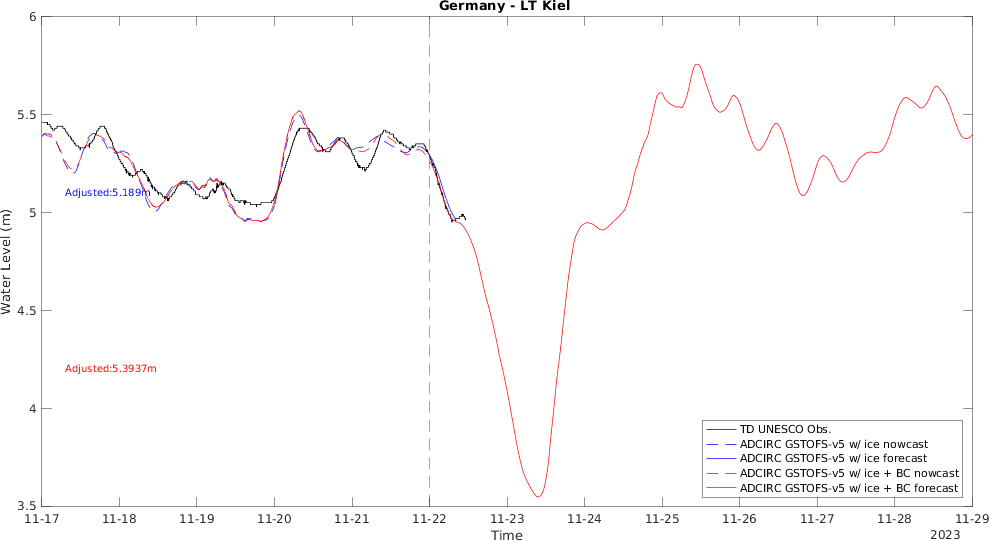 Germany - LT Kiel
6
5.5
5
4.5
4
3.5
Water Level (m)
Adjusted:5.189m
Adjusted:5.3937m
TD UNESCO Obs.
ADCIRC GSTOFS-v5 w/ ice nowcast
ADCIRC GSTOFS-v5 w/ ice forecast
ADCIRC GSTOFS-v5 w/ ice + BC nowcast
ADCIRC GSTOFS-v5 w/ ice + BC forecast
11-17 11-18 11-19 11-20 11-21 11-22 11-23 11-24 11-25 11-26 11-27 11-28 11-29
Time
2023